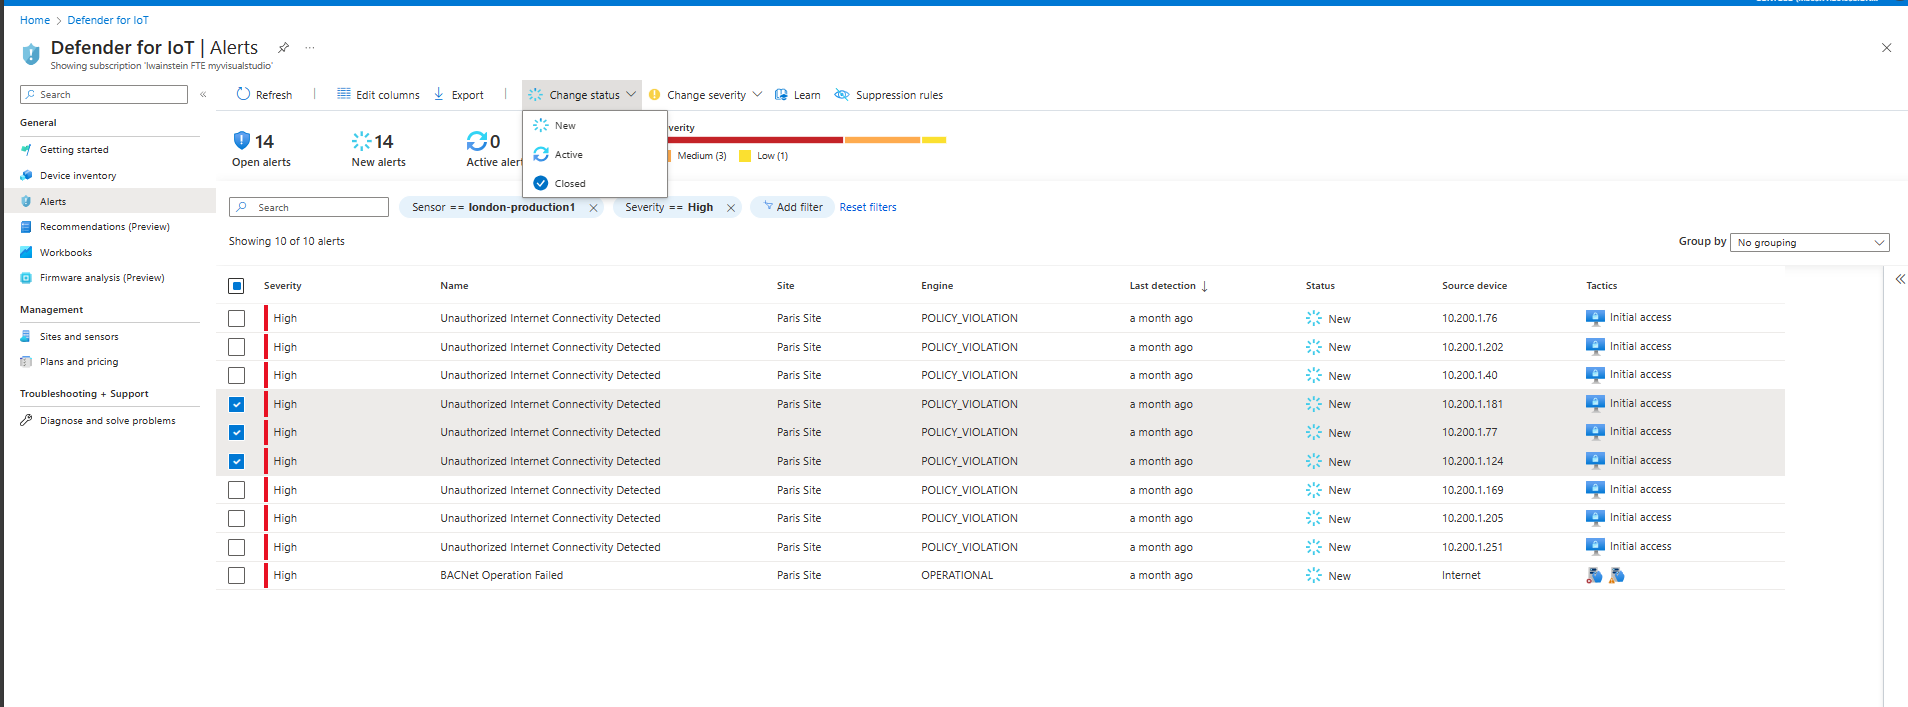 Home > Defender for IoT
Defender for IoT | Alerts
Showing subscription 'lwainstein FTE myvisualstudio'
Search
«
Refresh
Edit columns
Export
Change status
Change severity
Learn
Suppression rules
General
Getting started
Device inventory
Alerts
Recommendations (Preview)
Workbooks
Firmware analysis (Preview)
Management
Sites and sensors
Plans and pricing
Troubleshooting + Support
Diagnose and solve problems
14
Open alerts
14
New alerts
0
Active alert
New
Active
Closed
verity
Medium (3)
Low (1)
Search
Sensor == london-production1
Severity == High
Add filter
Reset filters
Showing 10 of 10 alerts
Group by
No grouping
Severity Name Site Engine Last detection ↓ Status Source device Tactics
High Unauthorized Internet Connectivity Detected Paris Site POLICY_VIOLATION a month ago New 10.200.1.76 Initial access
High Unauthorized Internet Connectivity Detected Paris Site POLICY_VIOLATION a month ago New 10.200.1.202 Initial access
High Unauthorized Internet Connectivity Detected Paris Site POLICY_VIOLATION a month ago New 10.200.1.40 Initial access
High Unauthorized Internet Connectivity Detected Paris Site POLICY_VIOLATION a month ago New 10.200.1.181 Initial access
High Unauthorized Internet Connectivity Detected Paris Site POLICY_VIOLATION a month ago New 10.200.1.77 Initial access
High Unauthorized Internet Connectivity Detected Paris Site POLICY_VIOLATION a month ago New 10.200.1.124 Initial access
High Unauthorized Internet Connectivity Detected Paris Site POLICY_VIOLATION a month ago New 10.200.1.169 Initial access
High Unauthorized Internet Connectivity Detected Paris Site POLICY_VIOLATION a month ago New 10.200.1.205 Initial access
High Unauthorized Internet Connectivity Detected Paris Site POLICY_VIOLATION a month ago New 10.200.1.251 Initial access
High BACNet Operation Failed Paris Site OPERATIONAL a month ago New Internet